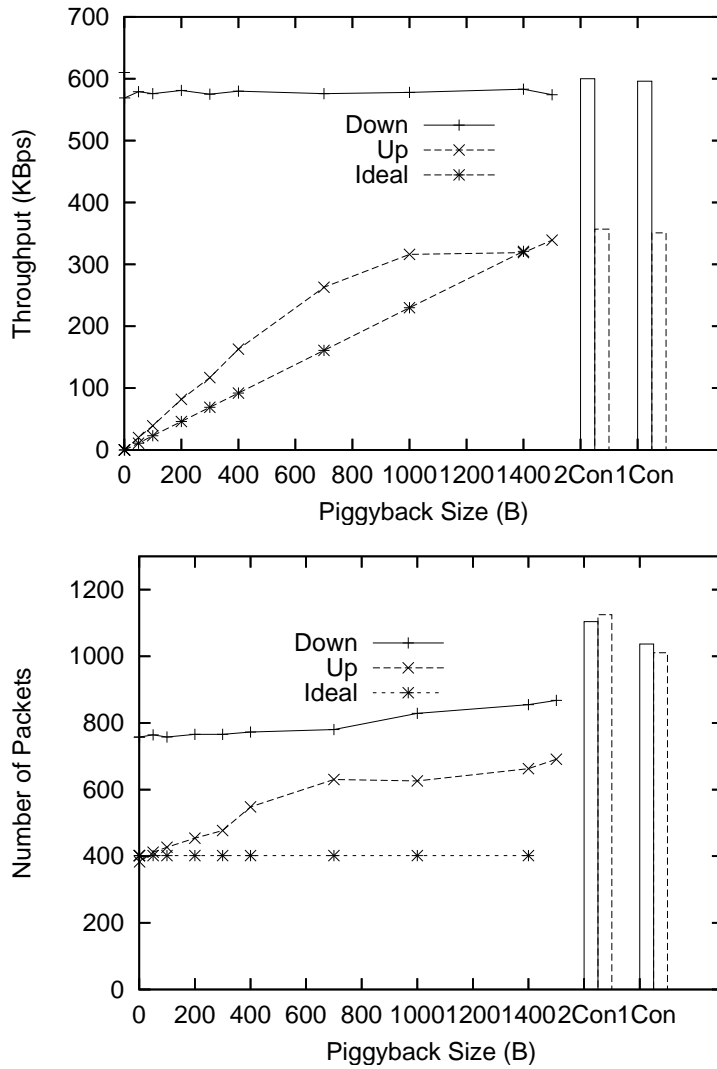 700
600
500
400
300
200
100
0
Throughput (KBps)
Down
Up
Ideal
0 200 400 600 800 1000 1200 1400 2Con 1Con
Piggyback Size (B)
1200
1000
800
600
400
200
0
Number of Packets
Down
Up
Ideal
0 200 400 600 800 1000 1200 1400 2Con 1Con
Piggyback Size (B)